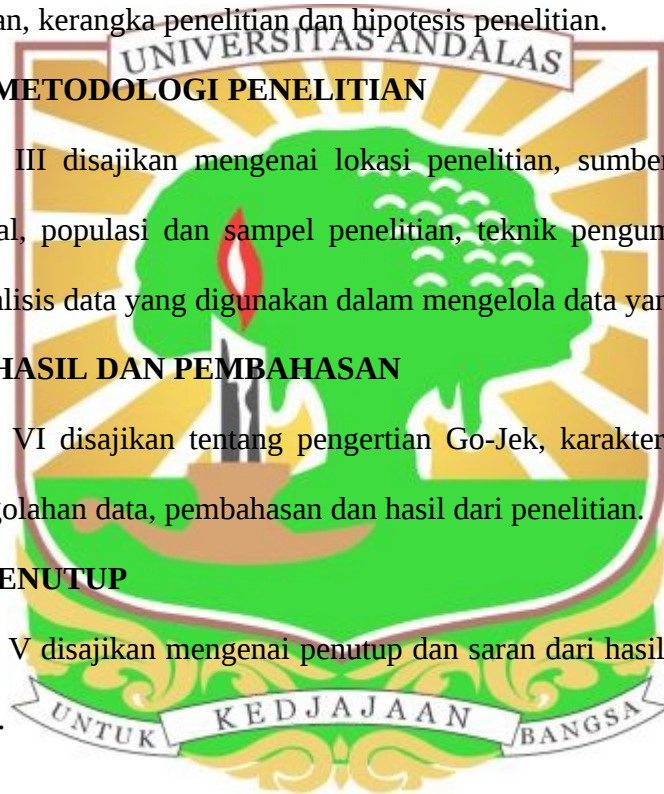 an, kerangka penelitian dan hipotesis penelitian.
UNIVERSITAS ANDALAS
METODOLOGI PENELITIAN
III disajikan mengenai lokasi penelitian, sumber
al, populasi dan sampel penelitian, teknik pengum
alisis data yang digunakan dalam mengelola data yan
HASIL DAN PEMBAHASAN
VI disajikan tentang pengertian Go-Jek, karakter
golahan data, pembahasan dan hasil dari penelitian.
ENUTUP
V disajikan mengenai penutup dan saran dari hasil
.
UNTUK KEDJAJAAN BANGSA